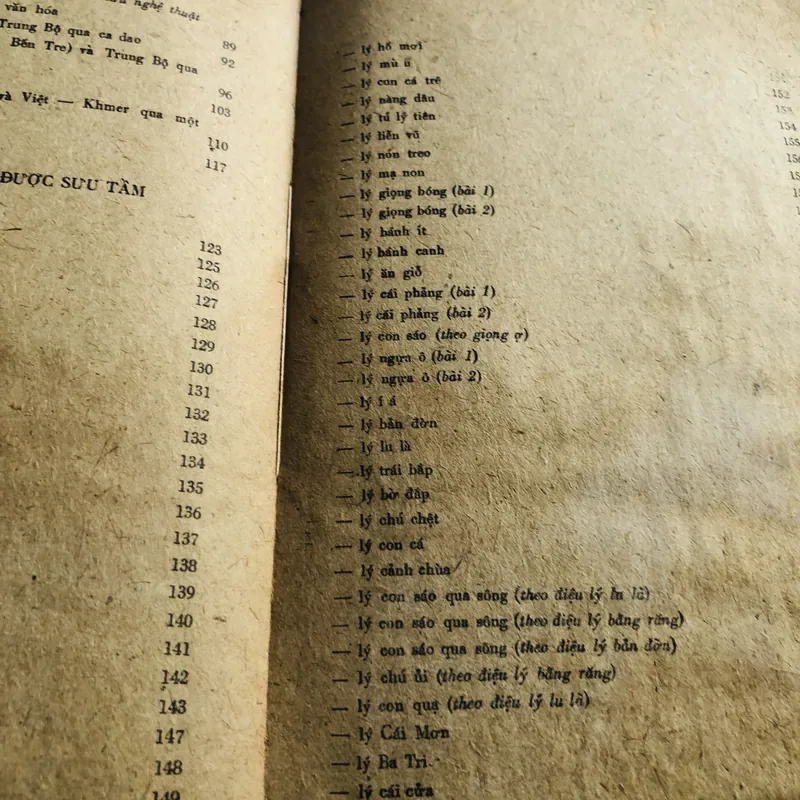 nghệ thuật
văn hóa
89
Trung Bộ qua ca dao
92
Bến Tre) và Trung Bộ qua
96
và Việt — Khmer qua một
103
110
117
ĐƯỢC SƯU TẦM
123
125
126
127
128
129
130
131
132
133
134
135
136
137
138
139
140
141
142
143
147
148
149
— lý hố mơi
— lý mù u
— lý con cá trê
— lý nàng dâu
— lý tú lý tiên
— lý liễn vũ
— lý nón treo
— lý mạ non
— lý giọng bóng (bài 1)
— lý giọng bóng (bài 2)
— lý bánh ít
— lý bánh canh
— lý ăn giỗ
— lý cái phảng (bài 1)
— lý cái phảng (bài 2)
— lý con sáo (theo giọng ợ)
— lý ngựa ô (bài 1)
— lý ngựa ô (bài 2)
— lý í á
— lý bản đờn
— lý lu là
— lý trái bắp
— lý bờ đắp
— lý chú chệt
— lý con cá
— lý cảnh chùa
— lý con sáo qua sông (theo điệu lý lu là)
— lý con sáo qua sông (theo điệu lý bằng răng)
— lý con sáo qua sông (theo điệu lý bản đờn)
— lý chú ủi (theo điệu lý bằng răng)
— lý con quạ (theo điệu lý lu là)
— lý Cái Mơn
— lý Ba Tri
— lý cái cửa
152
153
154
155